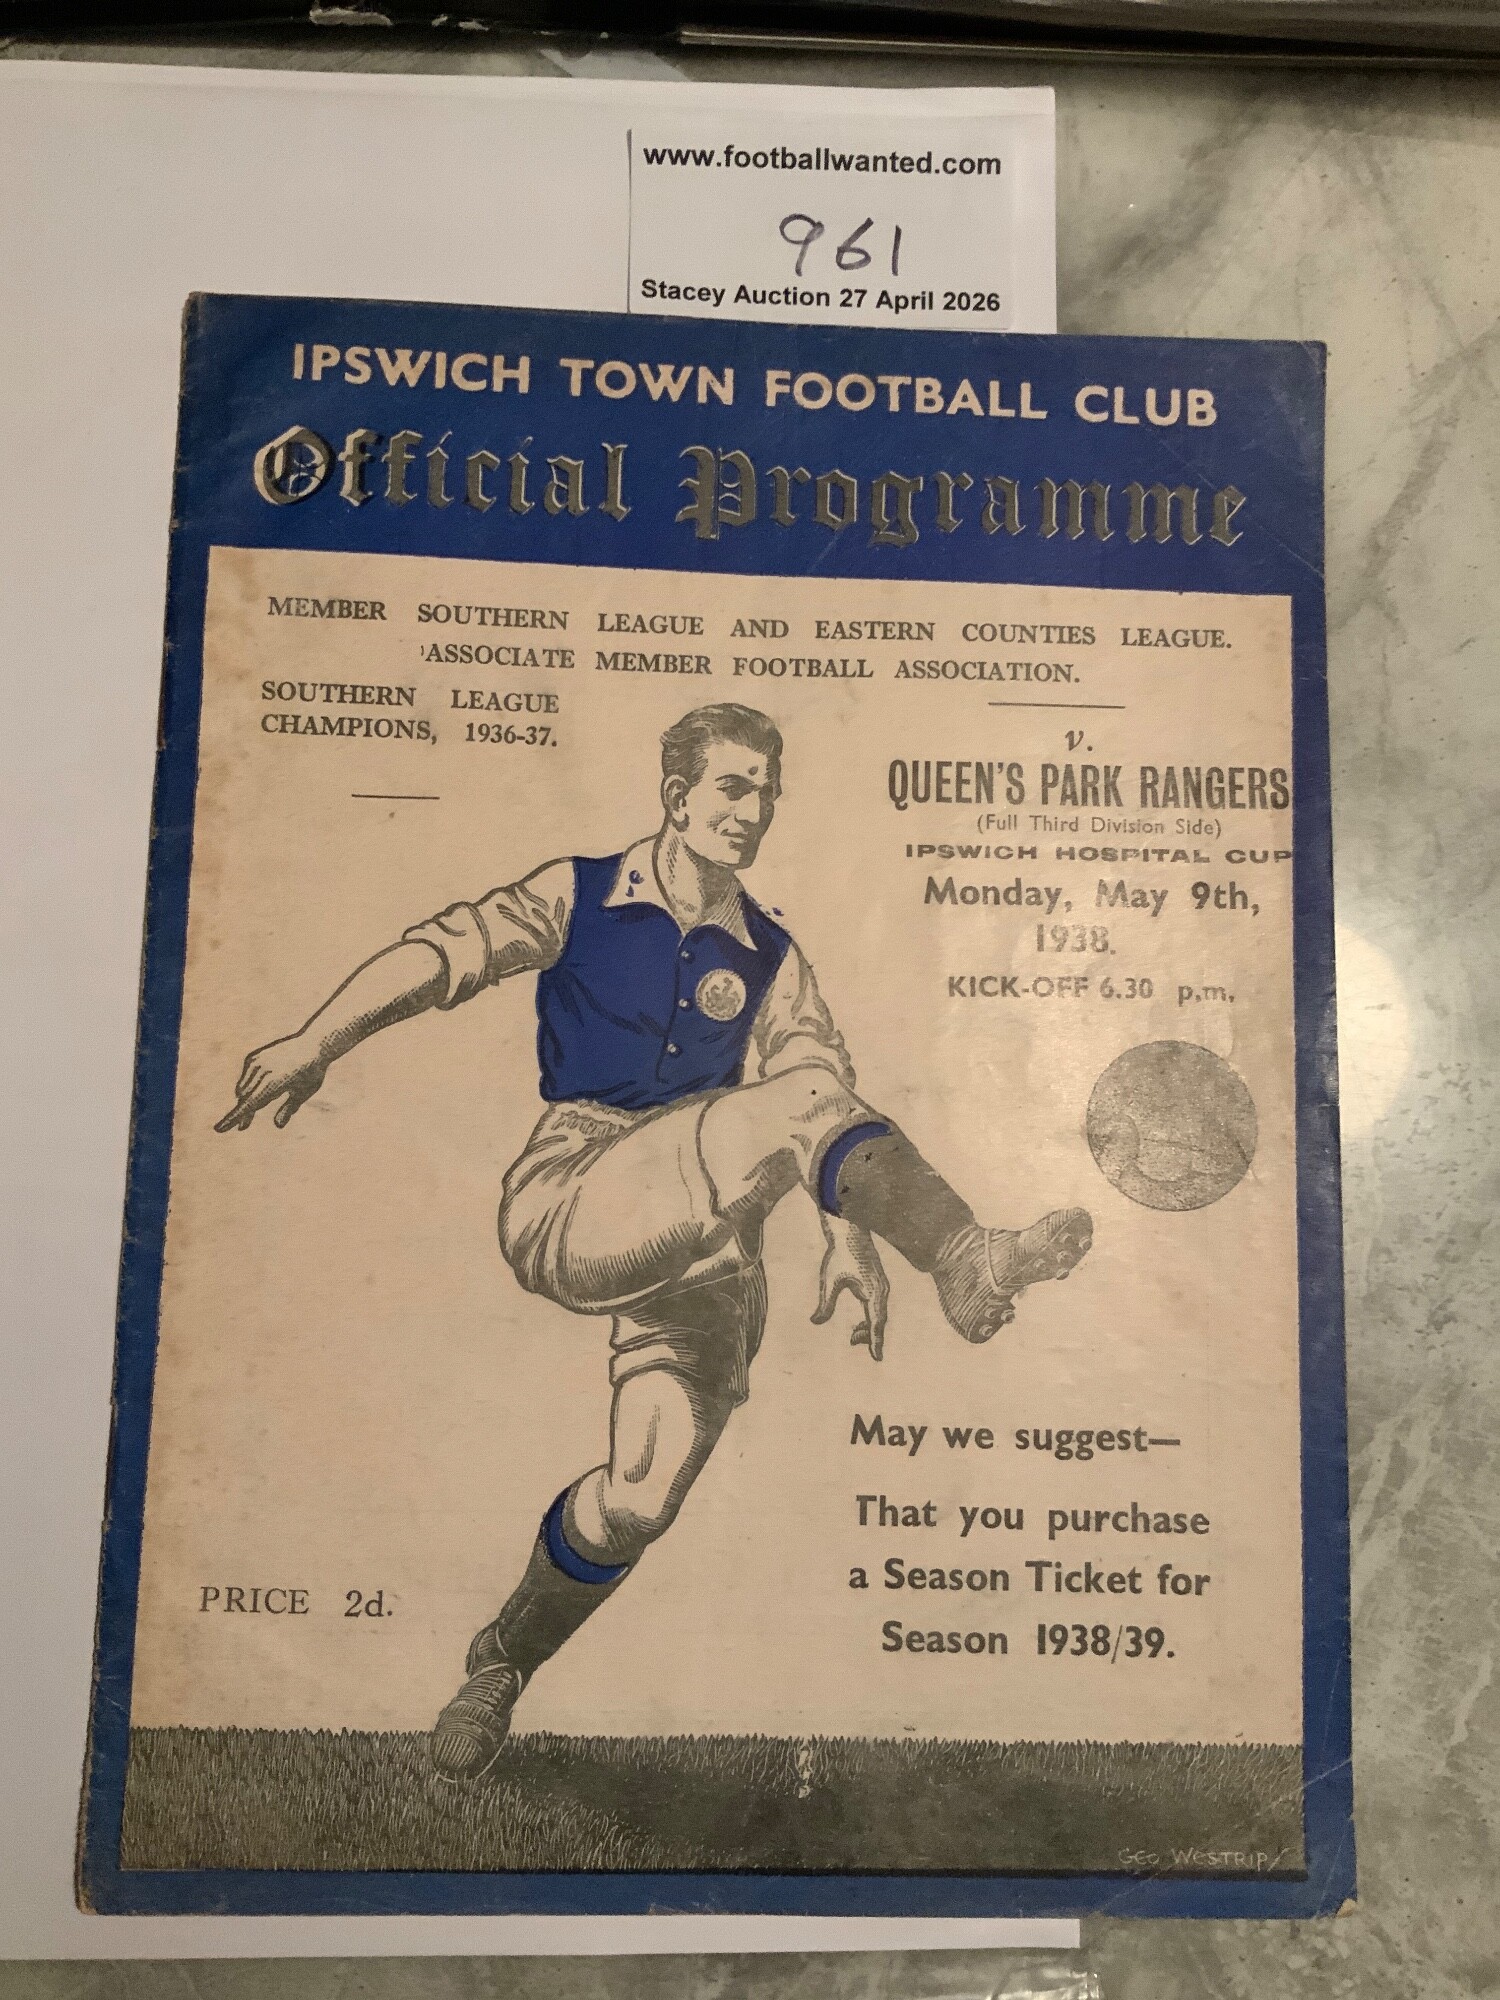 www.footballwanted.com
961
Stacey Auction 27 April 2026
IPSWICH TOWN FOOTBALL CLUB
Official Programme
MEMBER SOUTHERN LEAGUE AND EASTERN COUNTIES LEAGUE.
ASSOCIATE MEMBER FOOTBALL ASSOCIATION.
SOUTHERN LEAGUE
CHAMPIONS, 1936-37.
v.
QUEEN'S PARK RANGERS
(Full Third Division Side)
IPSWICH HOSPITAL CUP
Monday, May 9th,
1938.
KICK-OFF 6.30 p.m.
May we suggest—
That you purchase
a Season Ticket for
Season 1938/39.
PRICE 2d.
GEO WESTRIP/